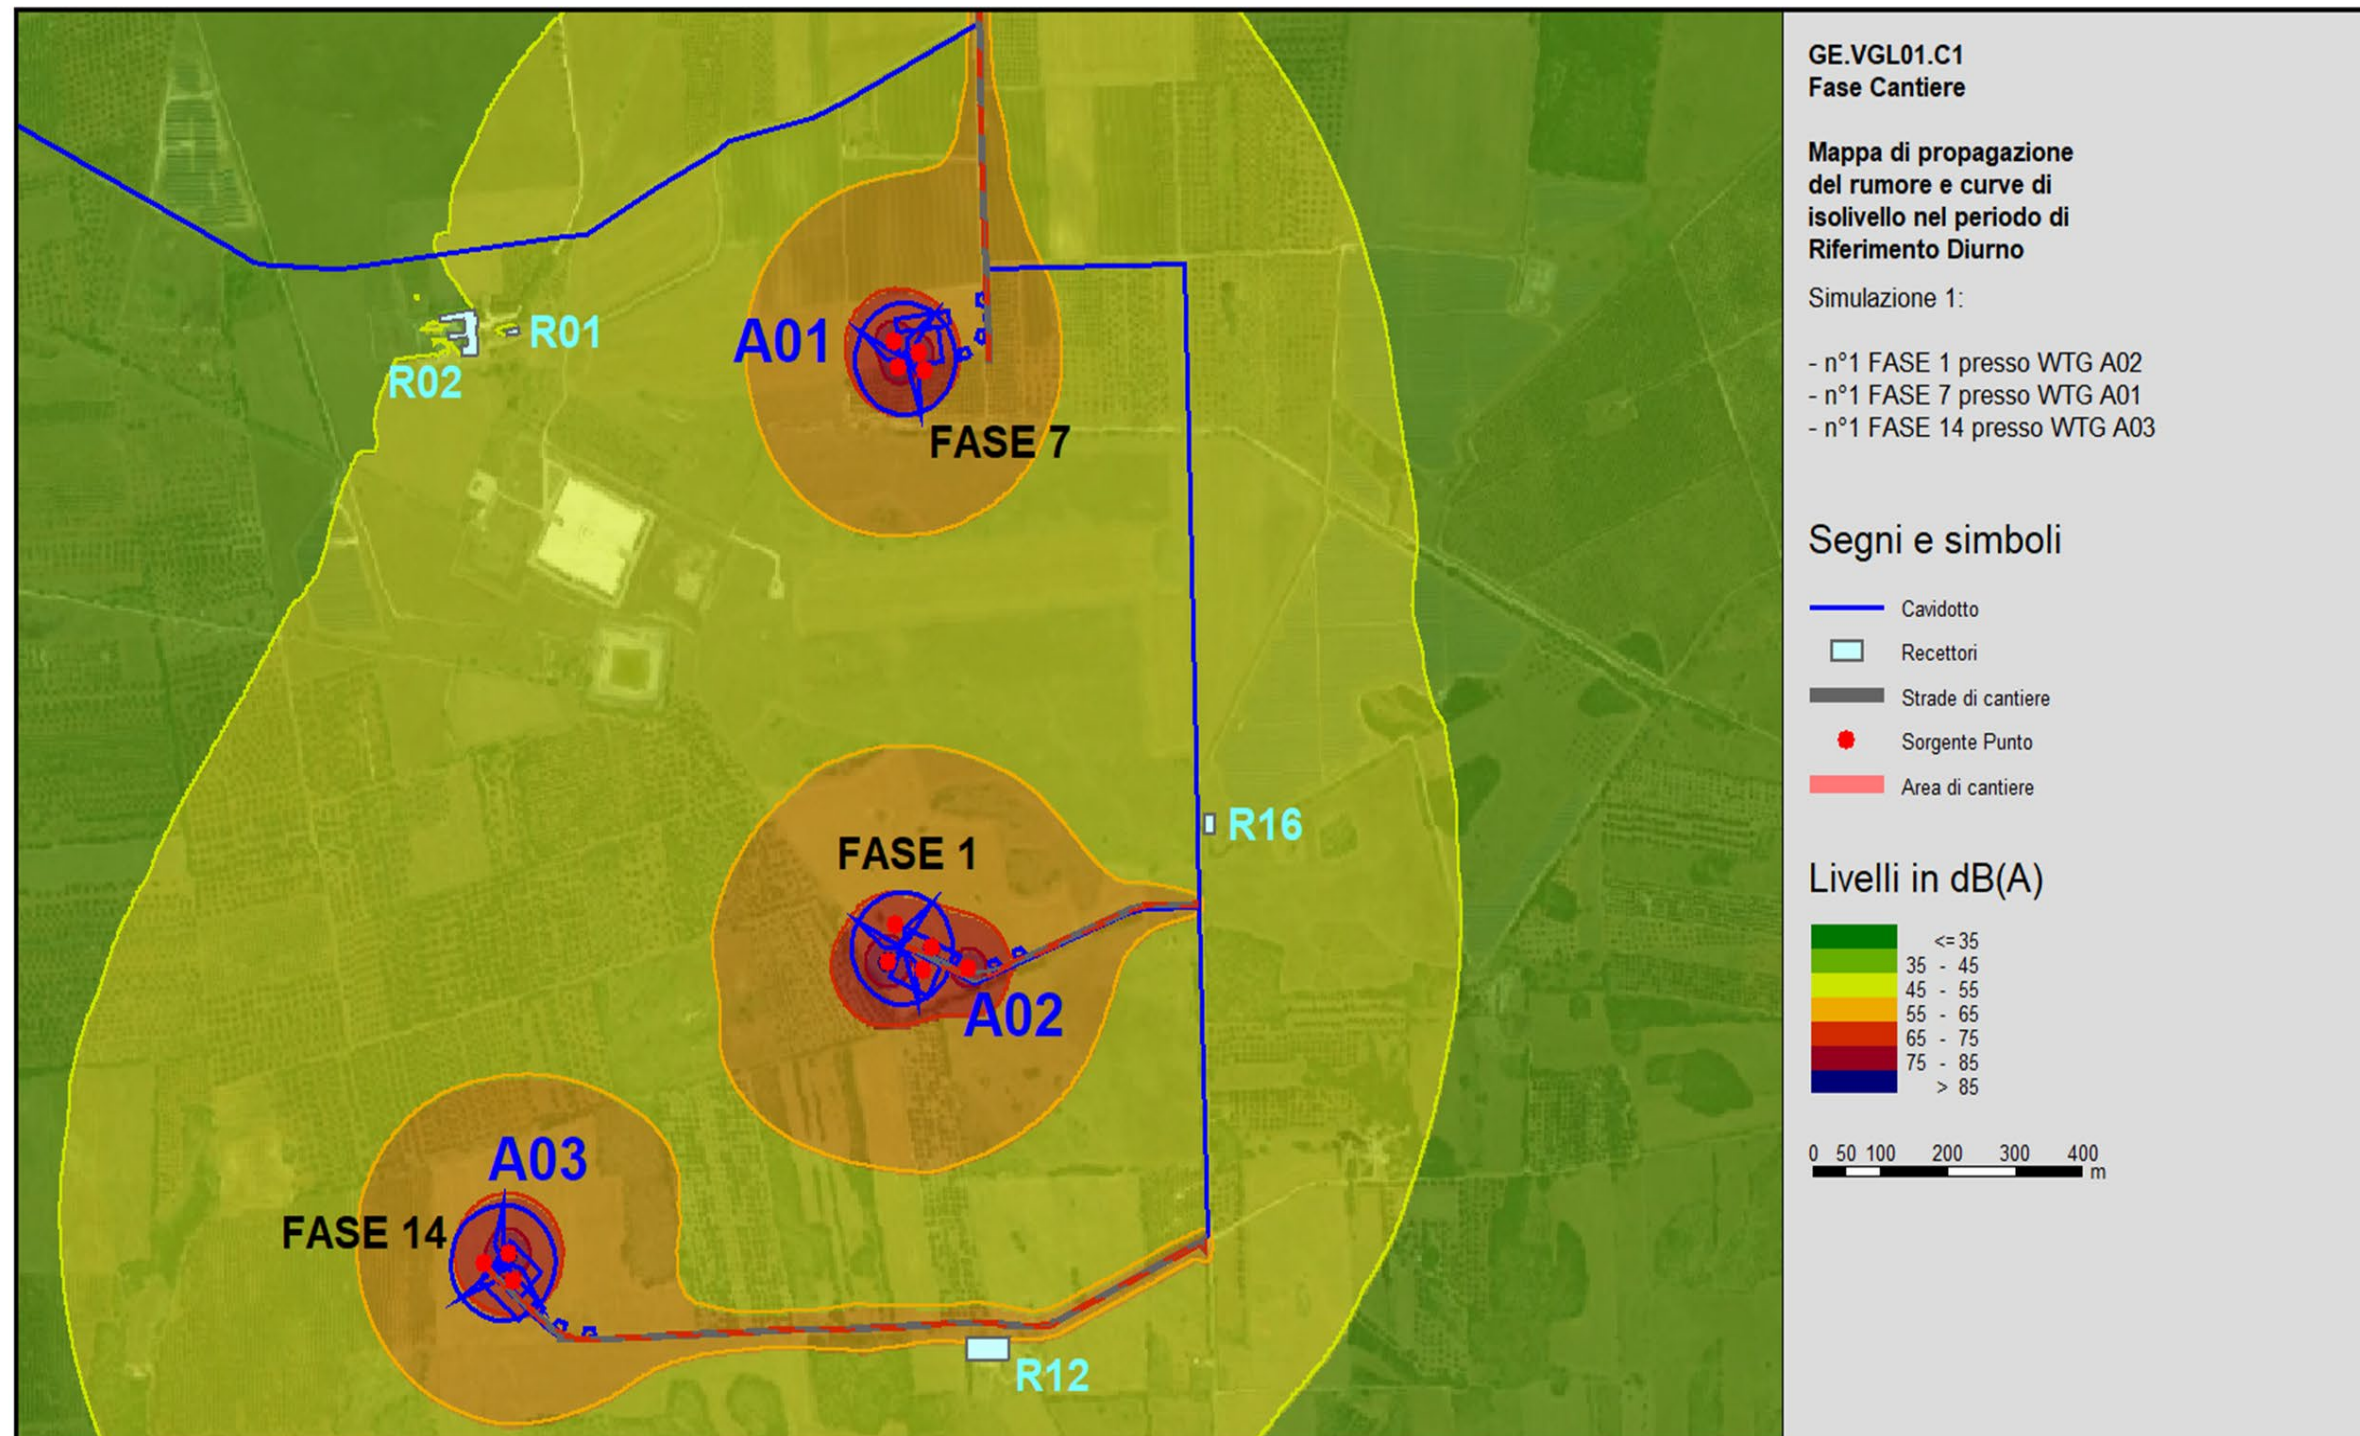 R01
R02
A01
FASE 7
FASE 1
R16
A02
A03
FASE 14
R12
GE.VGL01.C1
Fase Cantiere
Mappa di propagazione
del rumore e curve di
isolivello nel periodo di
Riferimento Diurno
Simulazione 1:
- n°1 FASE 1 presso WTG A02
- n°1 FASE 7 presso WTG A01
- n°1 FASE 14 presso WTG A03
Segni e simboli
Cavidotto
Recettori
Strade di cantiere
Sorgente Punto
Area di cantiere
Livelli in dB(A)
<= 35
35 - 45
45 - 55
55 - 65
65 - 75
75 - 85
> 85
0 50 100 200 300 400
m